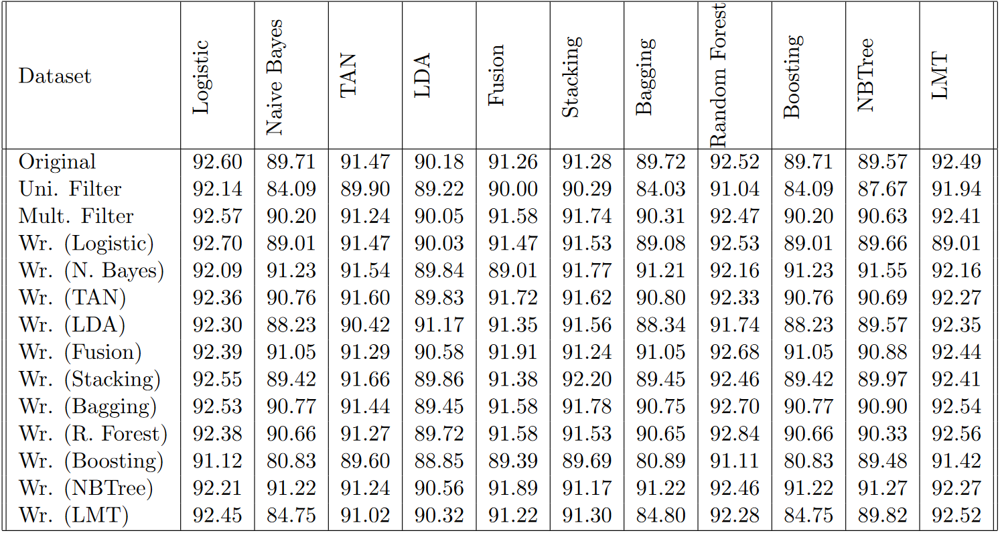 Dataset Logistic Naive Bayes TAN LDA Fusion Stacking Bagging Random Forest Boosting NBTree LMT
Original 92.60 89.71 91.47 90.18 91.26 91.28 89.72 92.52 89.71 89.57 92.49
Uni. Filter 92.14 84.09 89.90 89.22 90.00 90.29 84.03 91.04 84.09 87.67 91.94
Mult. Filter 92.57 90.20 91.24 90.05 91.58 91.74 90.31 92.47 90.20 90.63 92.41
Wr. (Logistic) 92.70 89.01 91.47 90.03 91.47 91.53 89.08 92.53 89.01 89.66 89.01
Wr. (N. Bayes) 92.09 91.23 91.54 89.84 89.01 91.77 91.21 92.16 91.23 91.55 92.16
Wr. (TAN) 92.36 90.76 91.60 89.83 91.72 91.62 90.80 92.33 90.76 90.69 92.27
Wr. (LDA) 92.30 88.23 90.42 91.17 91.35 91.56 88.34 91.74 88.23 89.57 92.35
Wr. (Fusion) 92.39 91.05 91.29 90.58 91.91 91.24 91.05 92.68 91.05 90.88 92.44
Wr. (Stacking) 92.55 89.42 91.66 89.86 91.38 92.20 89.45 92.46 89.42 89.97 92.41
Wr. (Bagging) 92.53 90.77 91.44 89.45 91.58 91.78 90.75 92.70 90.77 90.90 92.54
Wr. (R. Forest) 92.38 90.66 91.27 89.72 91.58 91.53 90.65 92.84 90.66 90.33 92.56
Wr. (Boosting) 91.12 80.83 89.60 88.85 89.39 89.69 80.89 91.11 80.83 89.48 91.42
Wr. (NBTree) 92.21 91.22 91.24 90.56 91.89 91.17 91.22 92.46 91.22 91.27 92.27
Wr. (LMT) 92.45 84.75 91.02 90.32 91.22 91.30 84.80 92.28 84.75 89.82 92.52